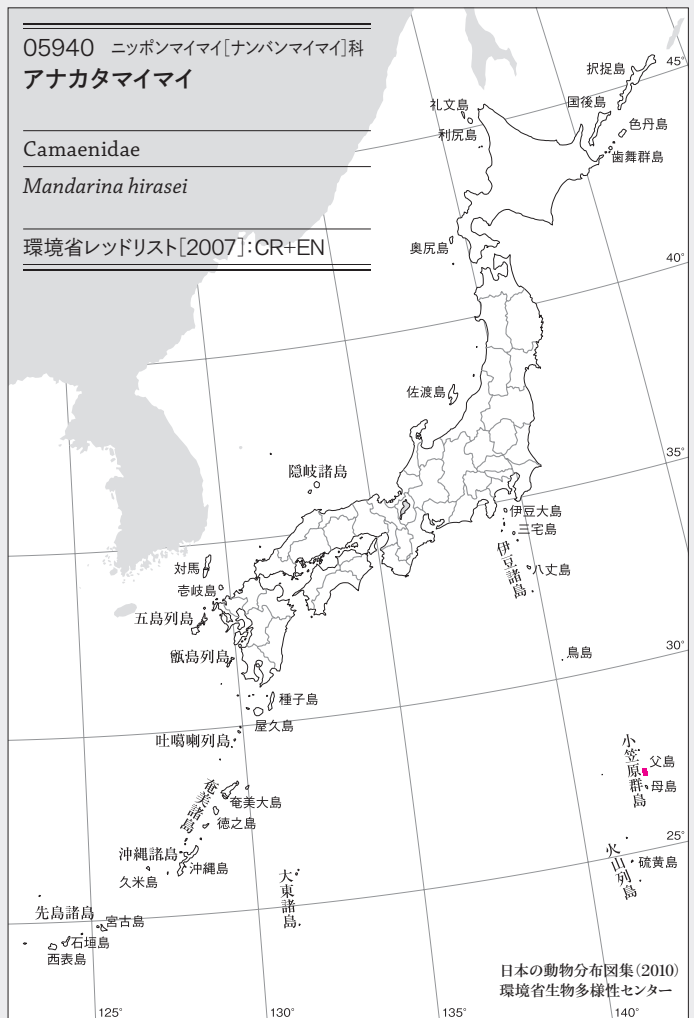 05940 ニッポンマイマイ[ナンバンマイマイ]科
アナカタマイマイ
Camaenidae
Mandarina hirasei
環境省レッドリスト[2007]:CR+EN
択捉島
45°
礼文島
国後島
色丹島
利尻島
歯舞群島
奥尻島
40°
佐渡島
35°
隠岐諸島
伊豆大島
三宅島
伊豆諸島
八丈島
対馬
壱岐島
五島列島
甑島列島
鳥島
30°
種子島
屋久島
吐噶喇列島
小笠原群島
父島
母島
奄美諸島
奄美大島
徳之島
25°
沖縄諸島
沖縄島
久米島
火山列島
硫黄島
大東諸島
先島諸島
宮古島
石垣島
西表島
日本の動物分布図集(2010)
環境省生物多様性センター
125°
130°
135°
140°